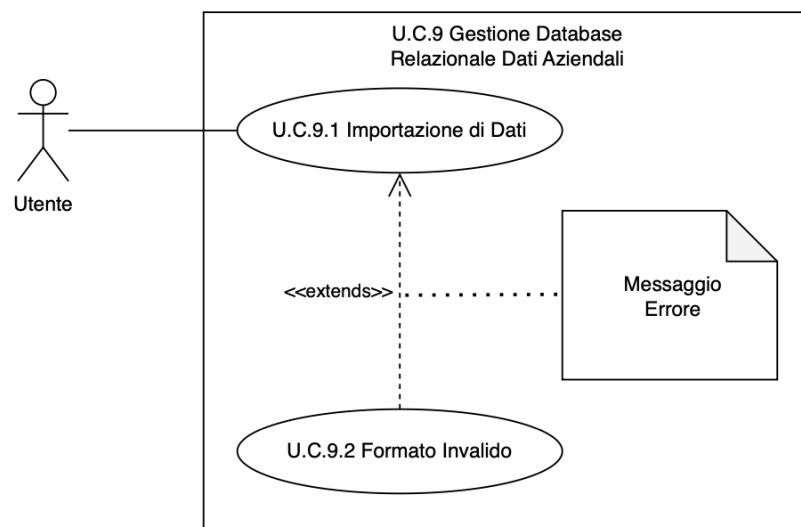 U.C.9 Gestione Database
Relazionale Dati Aziendali
U.C.9.1 Importazione di Dati
Utente
<<extends>>
Messaggio
Errore
U.C.9.2 Formato Invalido